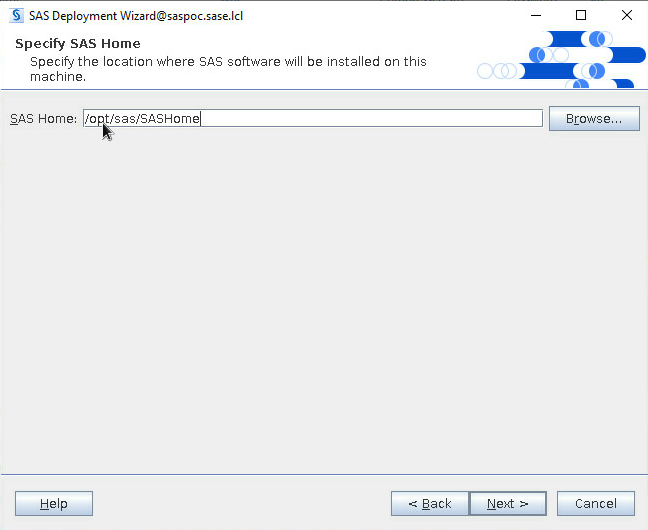 SAS Deployment Wizard@saspoc.sase.lcl
Specify SAS Home
Specify the location where SAS software will be installed on this
machine.
SAS Home: /opt/sas/SASHome Browse...
Help < Back Next > Cancel